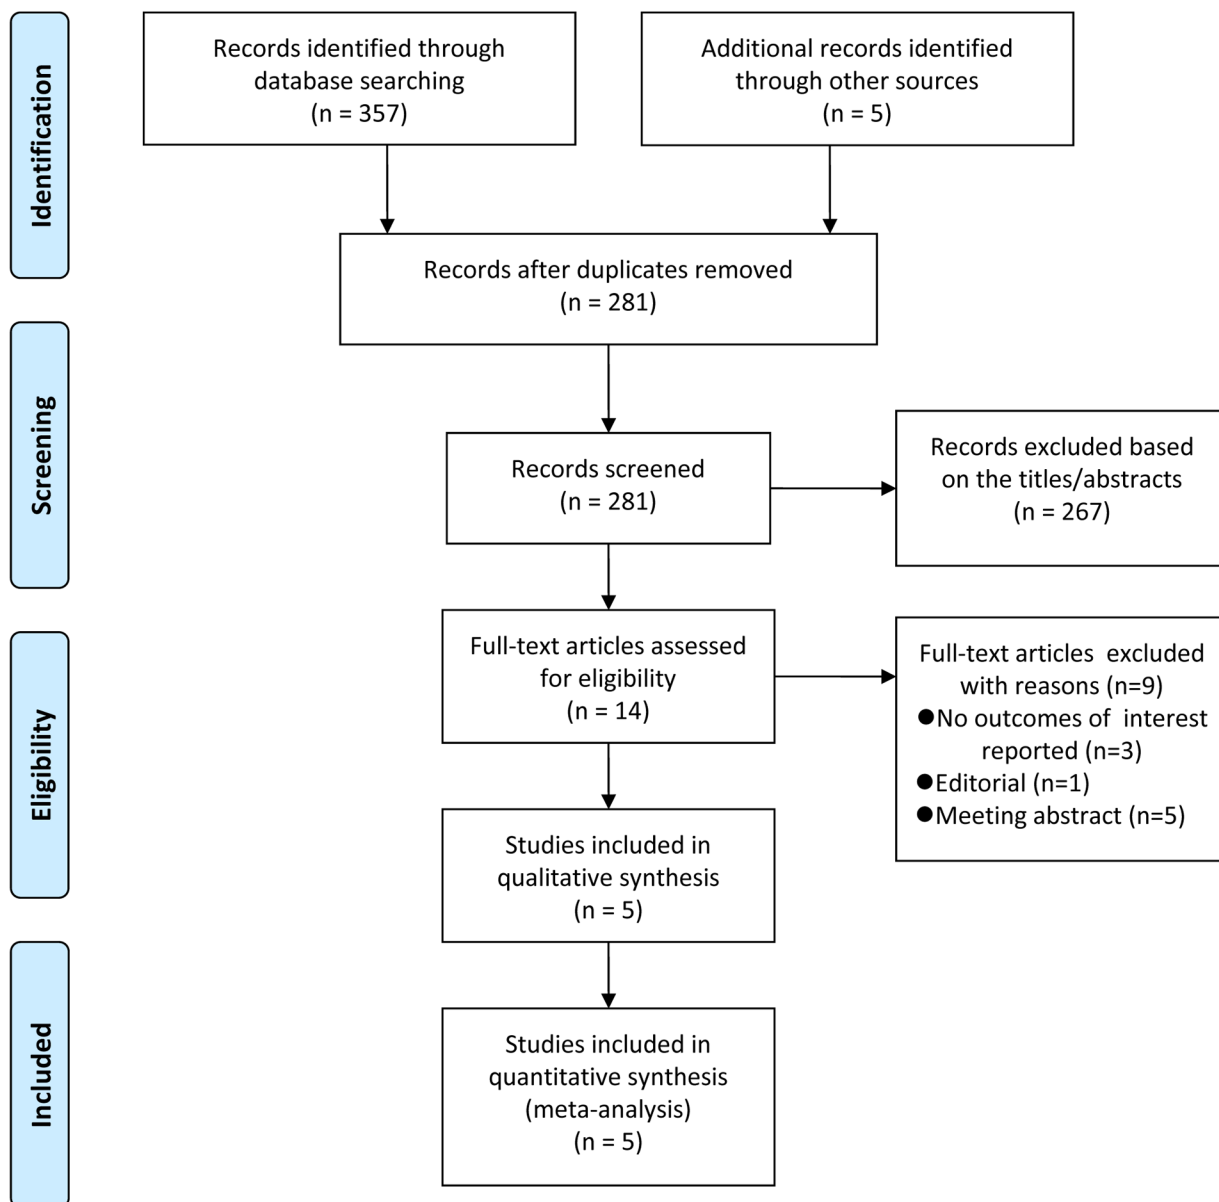 Identification
Records identified through
database searching
(n = 357)
Additional records identified
through other sources
(n = 5)
Records after duplicates removed
(n = 281)
Screening
Records screened
(n = 281)
Records excluded based
on the titles/abstracts
(n = 267)
Eligibility
Full-text articles assessed
for eligibility
(n = 14)
Full-text articles  excluded
with reasons (n=9)
●No outcomes of  interest
reported (n=3)
●Editorial (n=1)
●Meeting abstract (n=5)
Studies included in
qualitative synthesis
(n = 5)
Included
Studies included in
quantitative synthesis
(meta-analysis)
(n = 5)